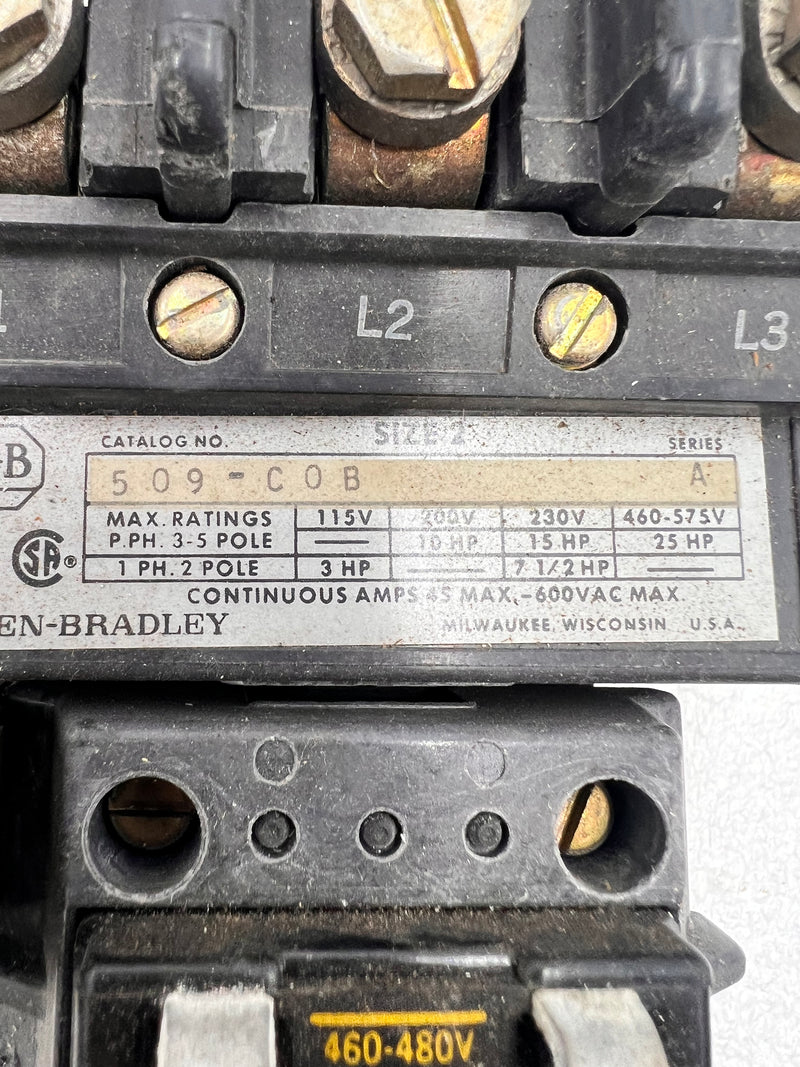 L2
L3
SIZE 2
CATALOG NO.
SERIES
B
509-COB A
MAX. RATINGS 115V 200V 230V 460-575V
P.PH. 3-5 POLE — 10 HP 15 HP 25 HP
1 PH. 2 POLE 3 HP — 7 1/2 HP —
SA ®
CONTINUOUS AMPS 45 MAX.-600VAC MAX.
EN-BRADLEY MILWAUKEE, WISCONSIN U.S.A.
460-480V